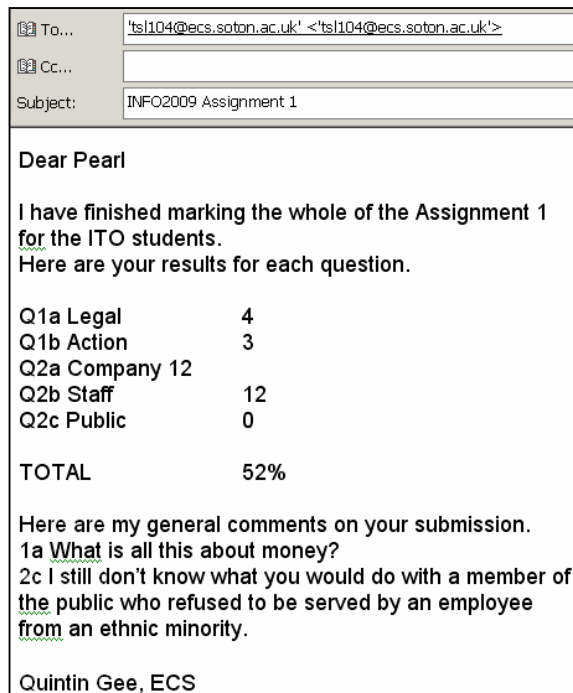 To... 'tsl104@ecs.soton.ac.uk' <'tsl104@ecs.soton.ac.uk'>
Cc...
Subject: INFO2009 Assignment 1
Dear Pearl
I have finished marking the whole of the Assignment 1
for the ITO students.
Here are your results for each question.
Q1a Legal 4
Q1b Action 3
Q2a Company 12
Q2b Staff 12
Q2c Public 0
TOTAL 52%
Here are my general comments on your submission.
1a What is all this about money?
2c I still don't know what you would do with a member of
the public who refused to be served by an employee
from an ethnic minority.
Quintin Gee, ECS